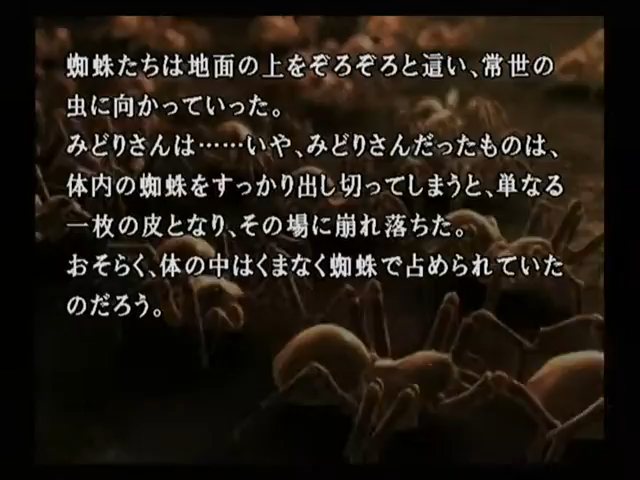 蜘蛛たちは地面の上をぞろぞろと這い、常世の
虫に向かっていった。
みどりさんは……いや、みどりさんだったものは、
体内の蜘蛛をすっかり出し切ってしまうと、単なる
一枚の皮となり、その場に崩れ落ちた。
おそらく、体の中はくまなく蜘蛛で占められていた
のだろう。